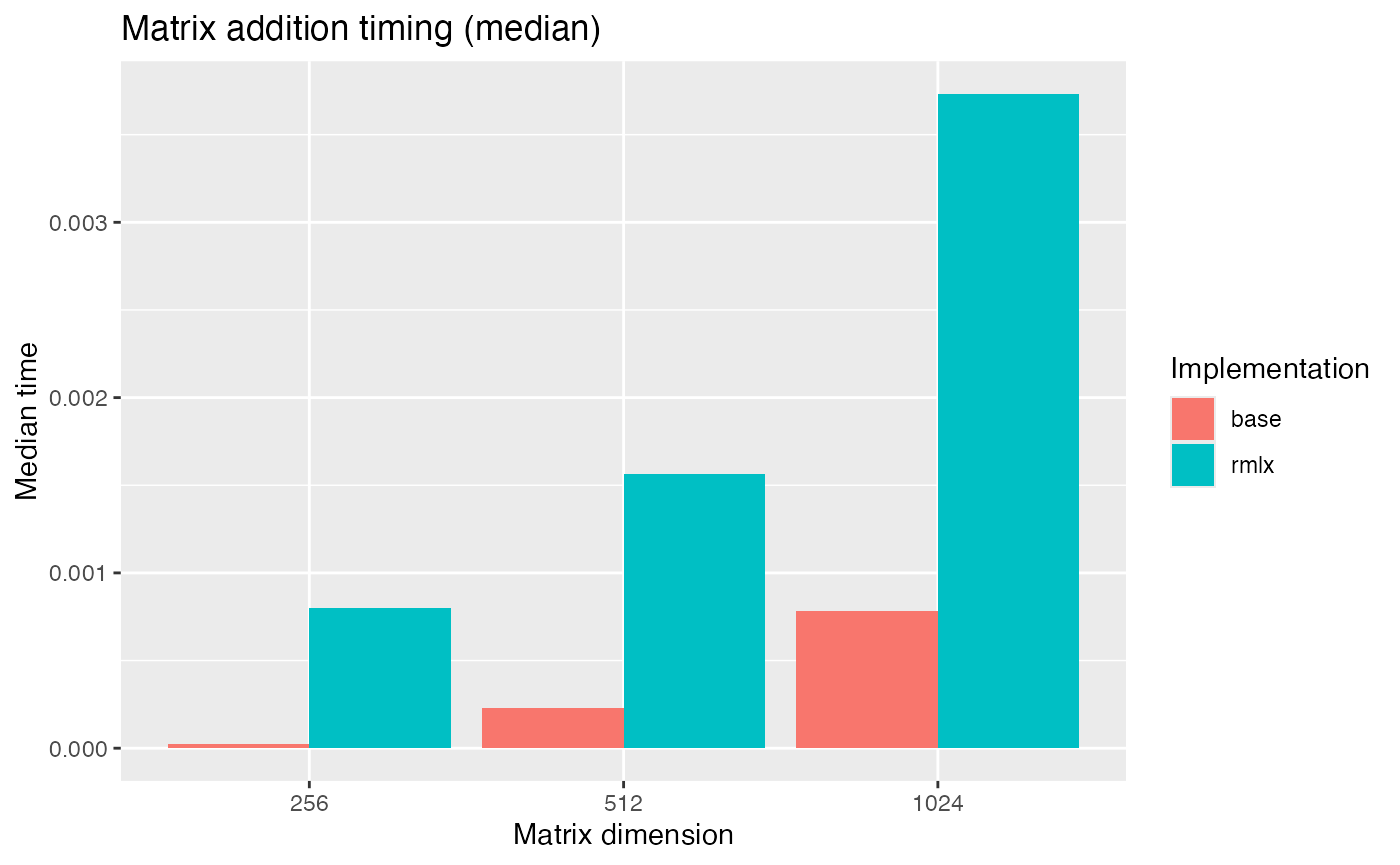 Matrix addition timing (median)
Median time
0.003
0.002
0.001
0.000
256
512
1024
Matrix dimension
Implementation
base
rmlx